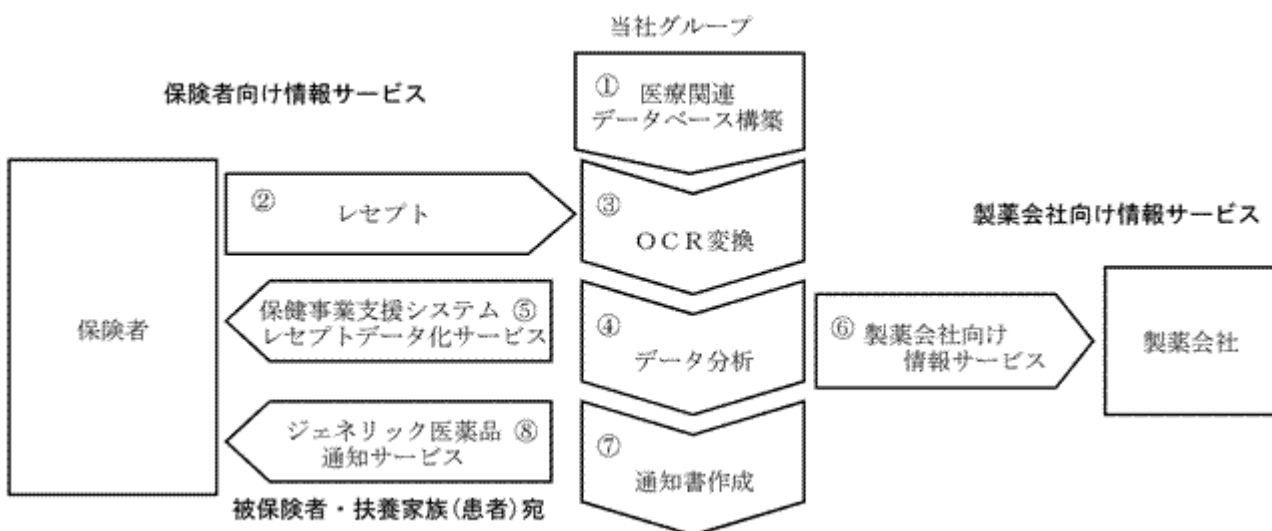 当社グループ
保険者向け情報サービス
① 医療関連
データベース構築
② レセプト
③
ＯＣＲ変換
製薬会社向け情報サービス
保険者
保健事業支援システム ⑤
レセプトデータ化サービス
④
データ分析
⑥ 製薬会社向け
情報サービス
製薬会社
ジェネリック医薬品 ⑧
通知サービス
⑦
通知書作成
被保険者・扶養家族(患者)宛